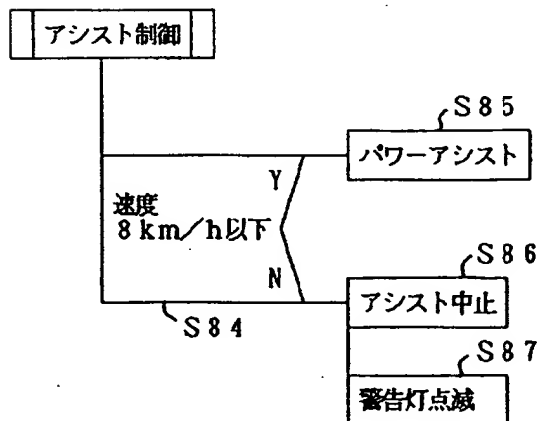 アシスト制御
S85
パワーアシスト
Y
速度
8km/h以下
N
S84
S86
アシスト中止
S87
警告灯点滅